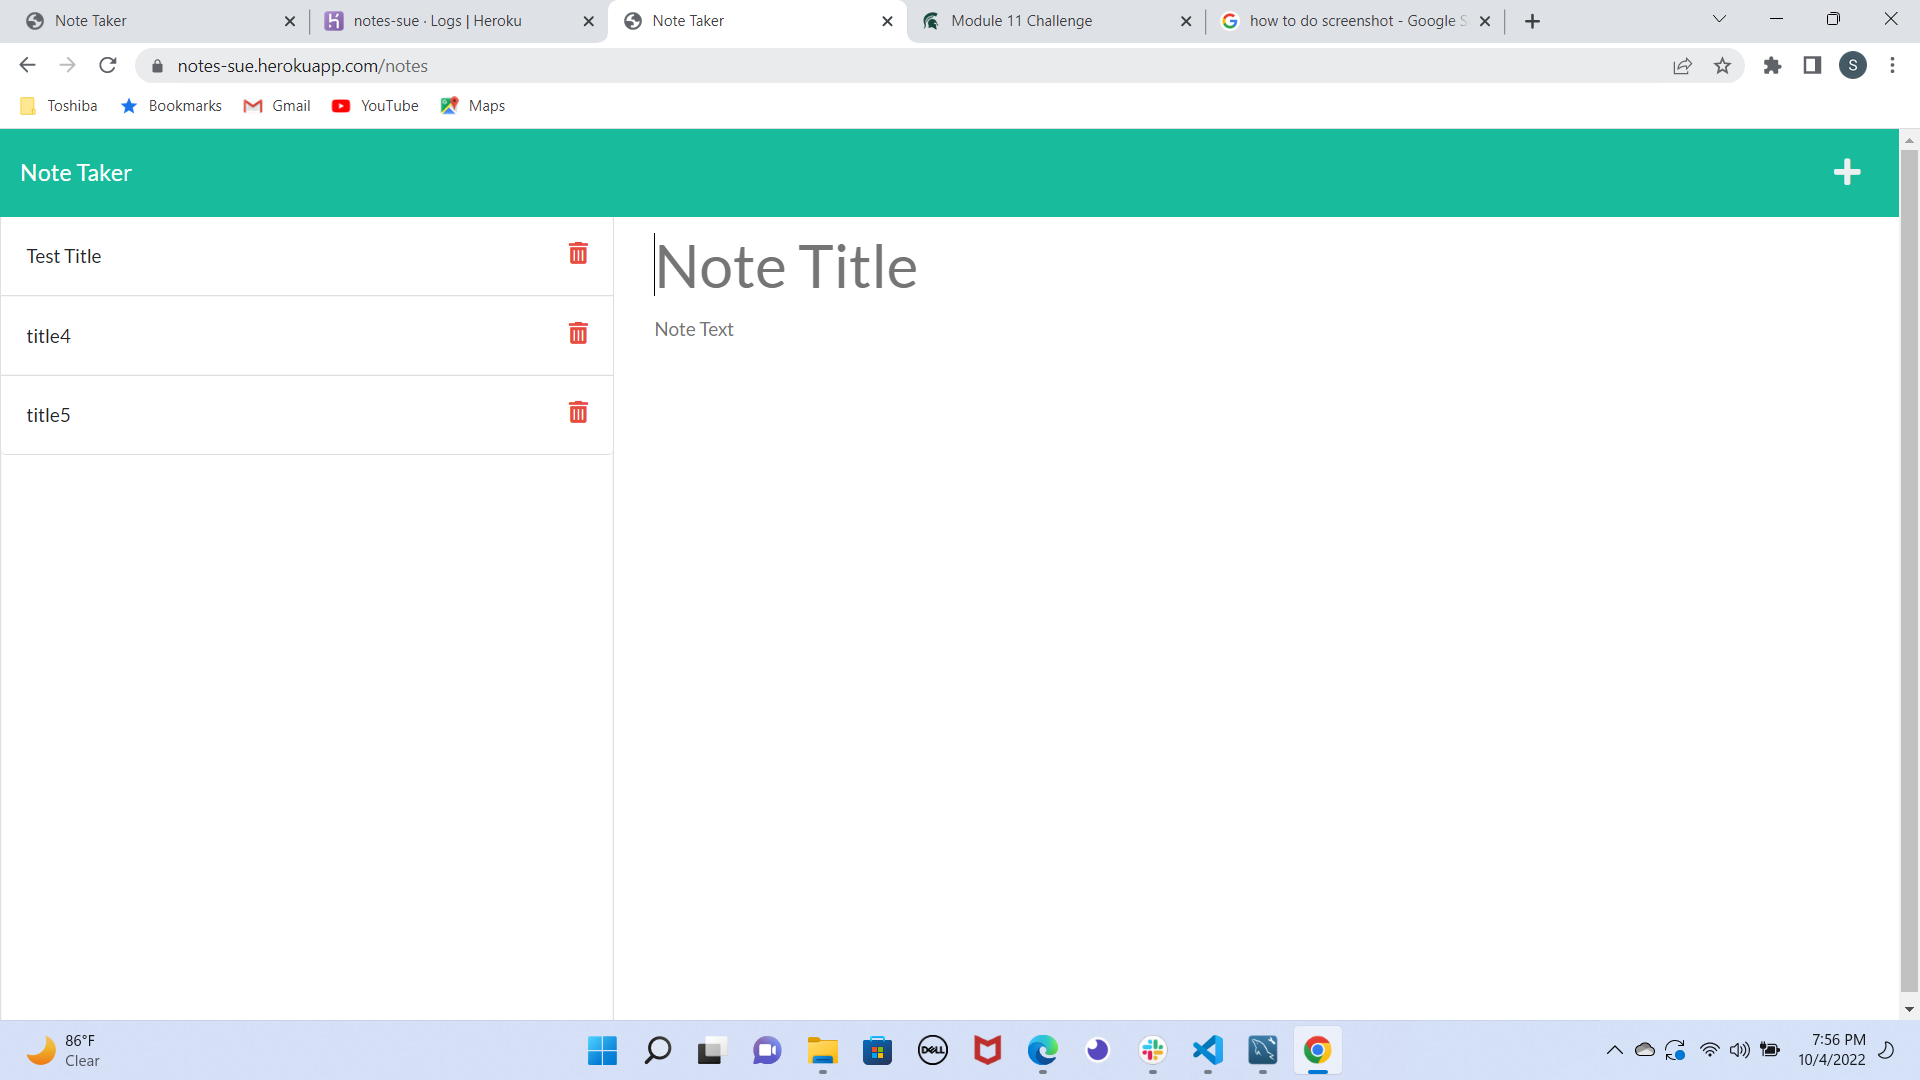 Note Taker
notes-sue · Logs | Heroku
Note Taker
Module 11 Challenge
how to do screenshot - Google S
notes-sue.herokuapp.com/notes
S
Toshiba
Bookmarks
Gmail
YouTube
Maps
Note Taker
Test Title
title4
title5
Note Title
Note Text
86°F
Clear
DELL
7:56 PM
10/4/2022